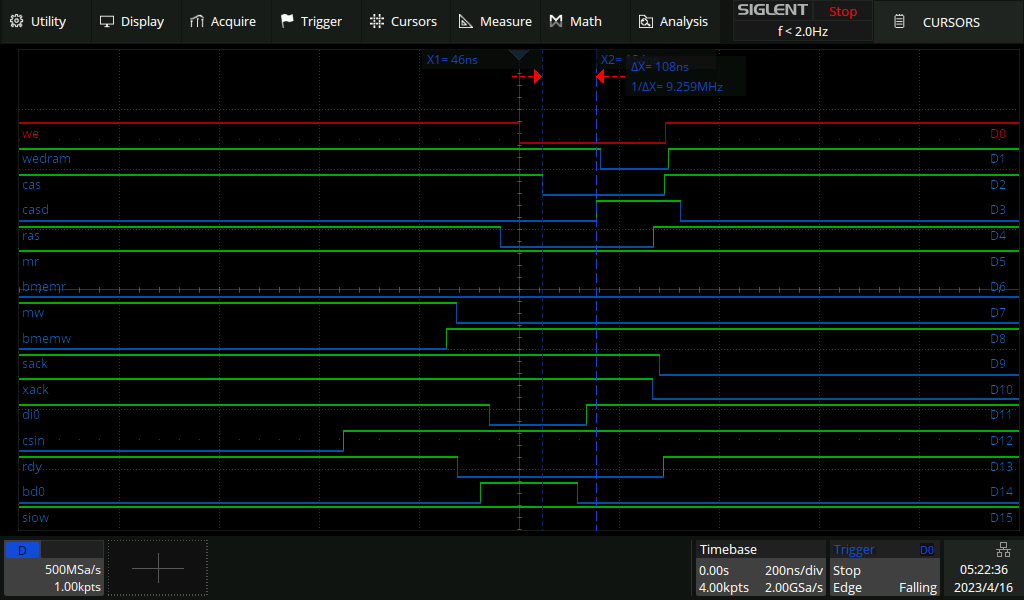 Utility Display Acquire Trigger Cursors Measure Math Analysis SIGLENT Stop CURSORS
f < 2.0Hz
X1= 46ns X2= ΔX= 108ns
1/ΔX= 9.259MHz
we D0
wedram D1
cas D2
casd D3
ras D4
mr D5
bmemr D6
mw D7
bmemw D8
sack D9
xack D10
di0 D11
csin D12
rdy D13
bd0 D14
siow D15
D Timebase Trigger D0
500MSa/s 0.00s 200ns/div Stop 05:22:36
1.00kpts 4.00kpts 2.00GSa/s Edge Falling 2023/4/16